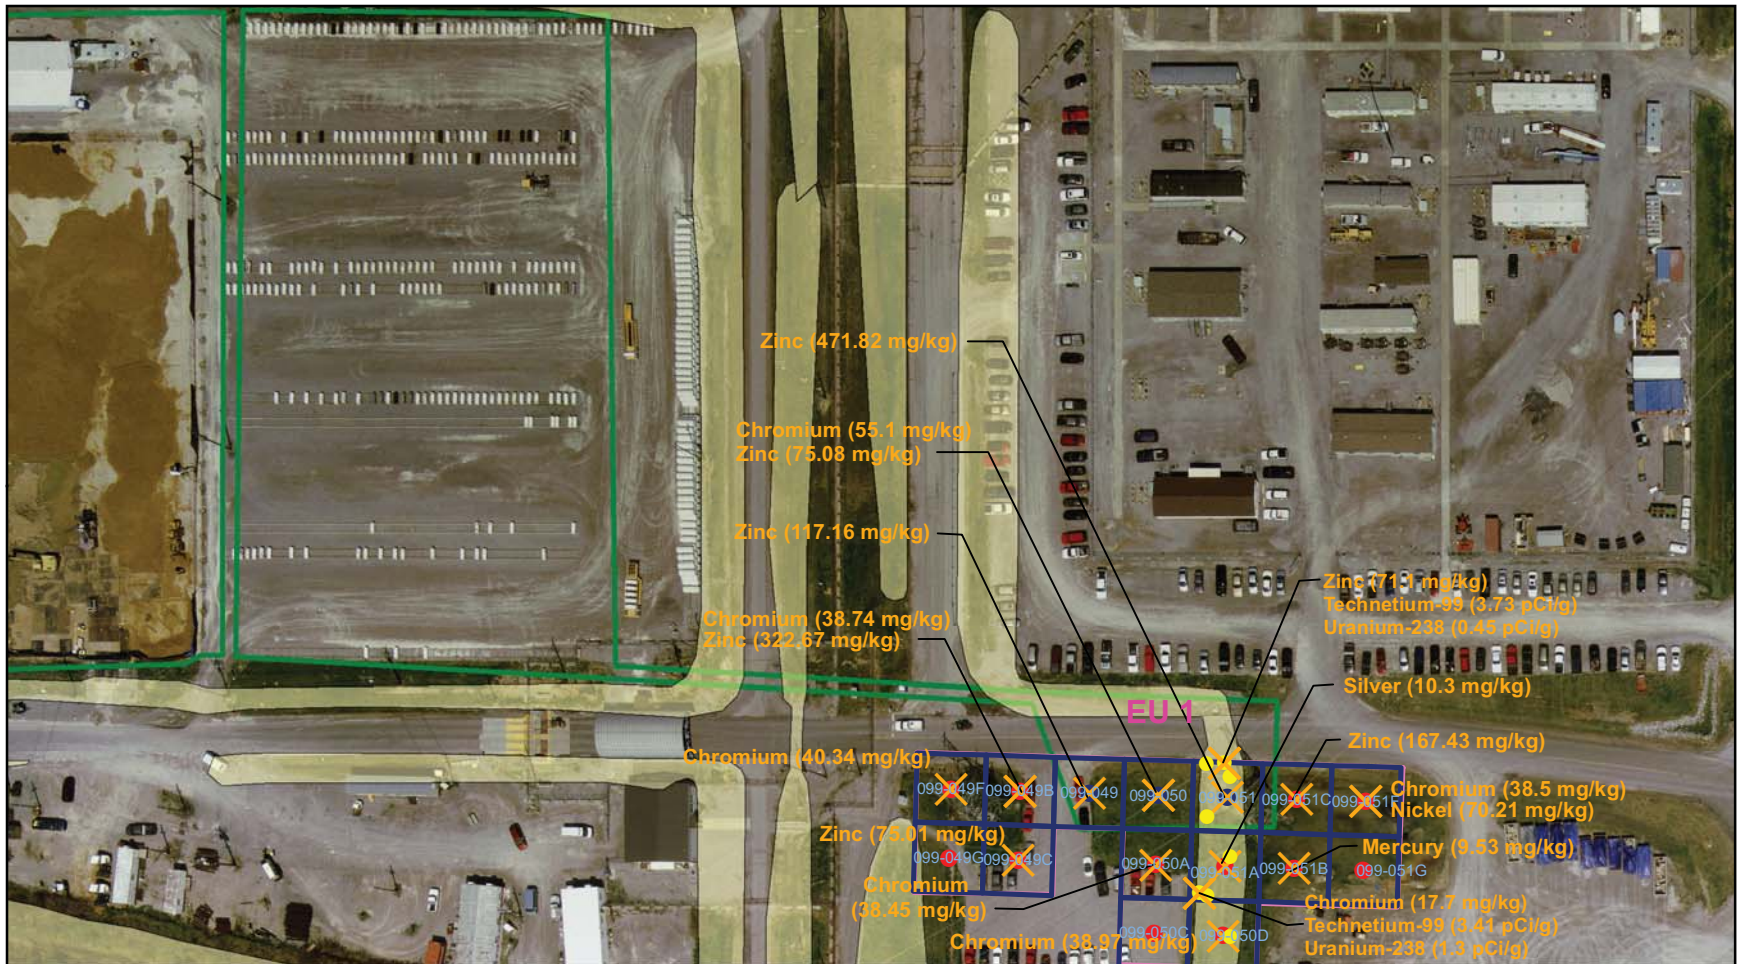 Zinc (471.82 mg/kg)
Chromium (55.1 mg/kg)
Zinc (75.08 mg/kg)
Zinc (117.16 mg/kg)
Chromium (38.74 mg/kg)
Zinc (322.67 mg/kg)
Zinc (71.1 mg/kg)
Technetium-99 (3.73 pCi/g)
Uranium-238 (0.45 pCi/g)
Silver (10.3 mg/kg)
EU 1
Zinc (167.43 mg/kg)
Chromium (40.34 mg/kg)
099-049F
099-049B
099-049
099-050
099-051
099-051C
099-051F
Chromium (38.5 mg/kg)
Nickel (70.21 mg/kg)
Zinc (75.01 mg/kg)
Mercury (9.53 mg/kg)
099-049G
099-049C
099-050A
099-051A
099-051B
099-051G
Chromium
(38.45 mg/kg)
Chromium (17.7 mg/kg)
Technetium-99 (3.41 pCi/g)
Uranium-238 (1.3 pCi/g)
099-050C
099-050D
Chromium (38.97 mg/kg)